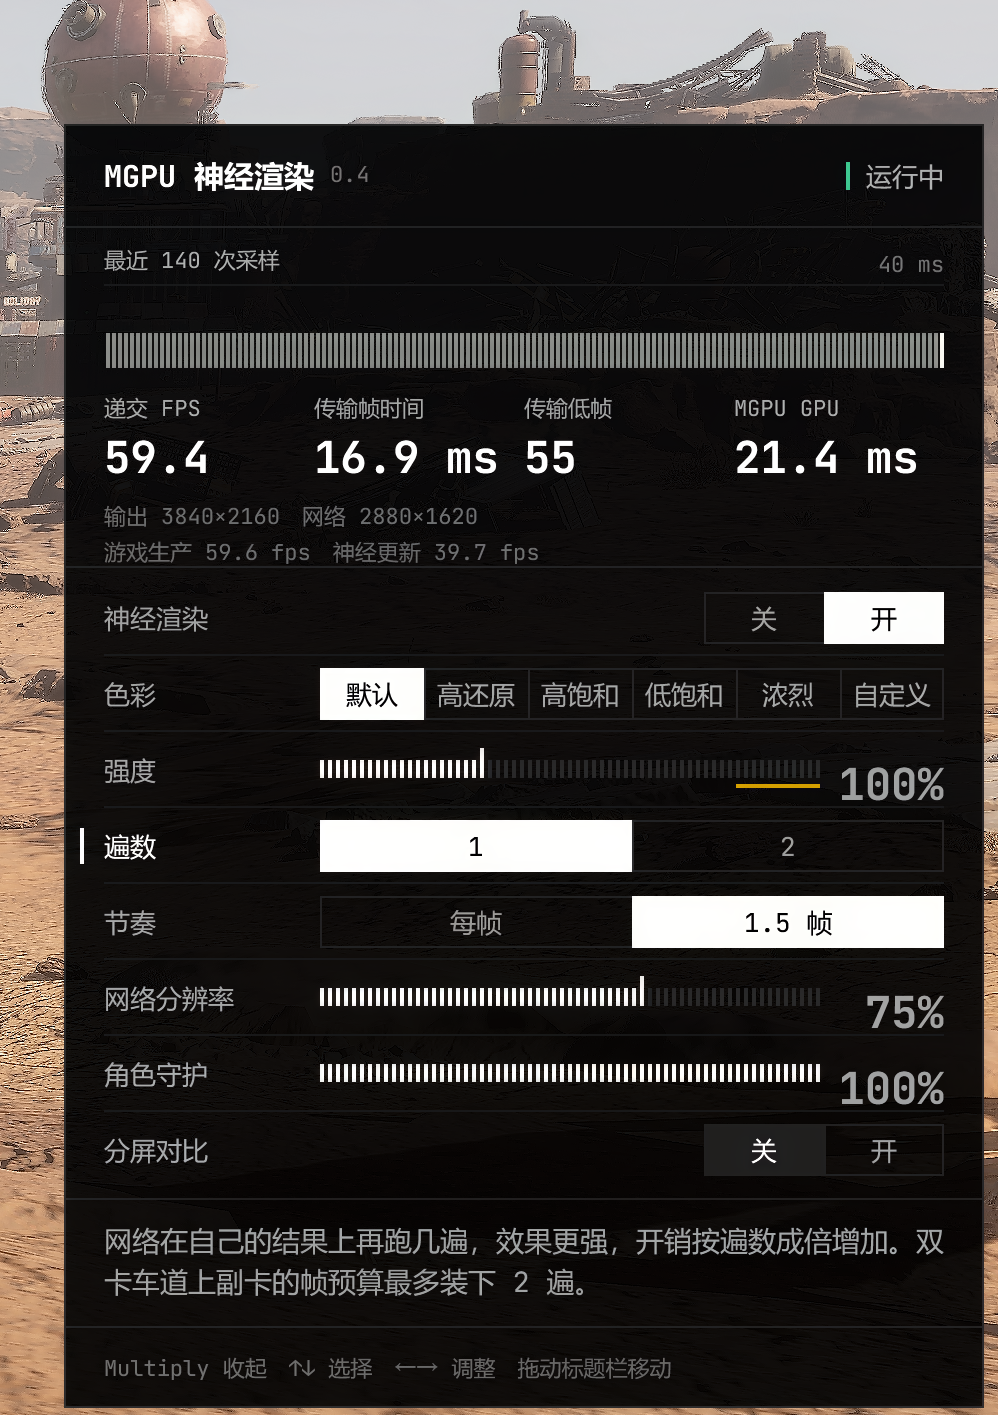 MGPU 神经渲染 0.4 运行中
最近 140 次采样 40 ms
递交 FPS 传输帧时间 传输低帧 MGPU GPU
59.4 16.9 ms 55 21.4 ms
输出 3840×2160 网络 2880×1620
游戏生产 59.6 fps 神经更新 39.7 fps
神经渲染 关 开
色彩 默认 高还原 高饱和 低饱和 浓烈 自定义
强度 100%
遍数 1 2
节奏 每帧 1.5 帧
网络分辨率 75%
角色守护 100%
分屏对比 关 开
网络在自己的结果上再跑几遍，效果更强，开销按遍数成倍增加。双
卡车道上副卡的帧预算最多装下 2 遍。
Multiply 收起 ↑↓ 选择 ←→ 调整 拖动标题栏移动
HOLIDAY